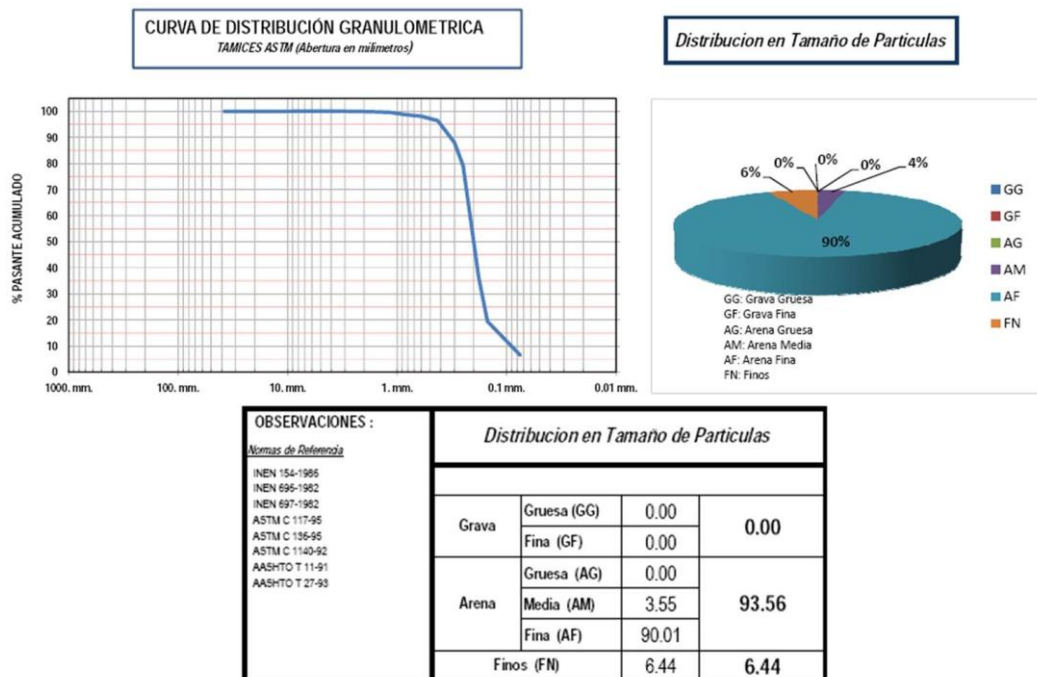 CURVA DE DISTRIBUCIÓN GRANULOMETRICA
TAMICES ASTM (Abertura en milimetros)
Distribucion en Tamaño de Particulas
% PASANTE ACUMULADO
100
90
80
70
60
50
40
30
20
10
0
1000. mm.
100. mm.
10. mm.
1. mm.
0.1 mm.
0.01 mm.
6%
0%
0%
0%
4%
90%
GG
GF
AG
AM
AF
FN
GG: Grava Gruesa
GF: Grava Fina
AG: Arena Gruesa
AM: Arena Media
AF: Arena Fina
FN: Finos
OBSERVACIONES :
Normas de Referencia
INEN 154-1986
INEN 696-1982
INEN 697-1982
ASTM C 117-95
ASTM C 136-95
ASTM C 1140-92
AASHTO T 11-91
AASHTO T 27-93
Distribucion en Tamaño de Particulas
Grava
Gruesa (GG) 0.00
0.00
Fina (GF) 0.00
Arena
Gruesa (AG) 0.00
Media (AM) 3.55
93.56
Fina (AF) 90.01
Finos (FN) 6.44 6.44